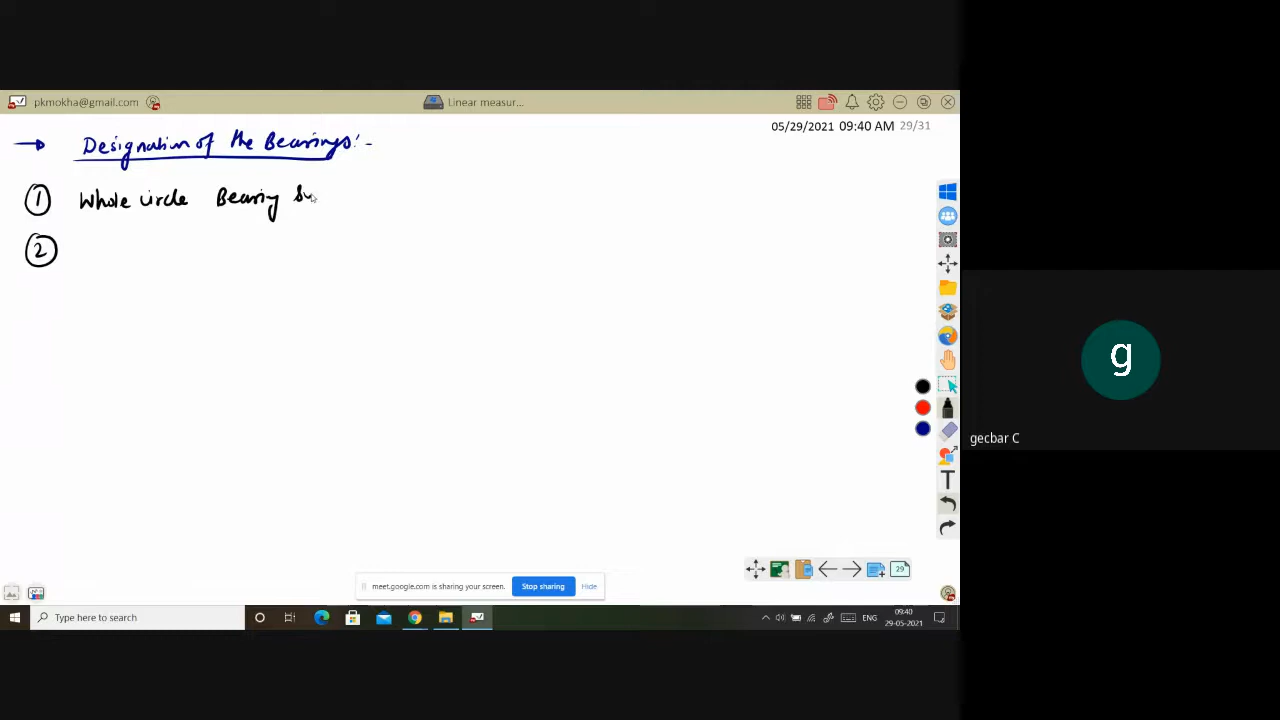 pkmokha@gmail.com
Linear measur...
05/29/2021 09:40 AM 29/31
→ Designation of the Bearings:-
① Whole circle Bearing
②
g
gecbar C
T
29
meet.google.com is sharing your screen. Stop sharing Hide
Type here to search
ENG
09:40
29-05-2021